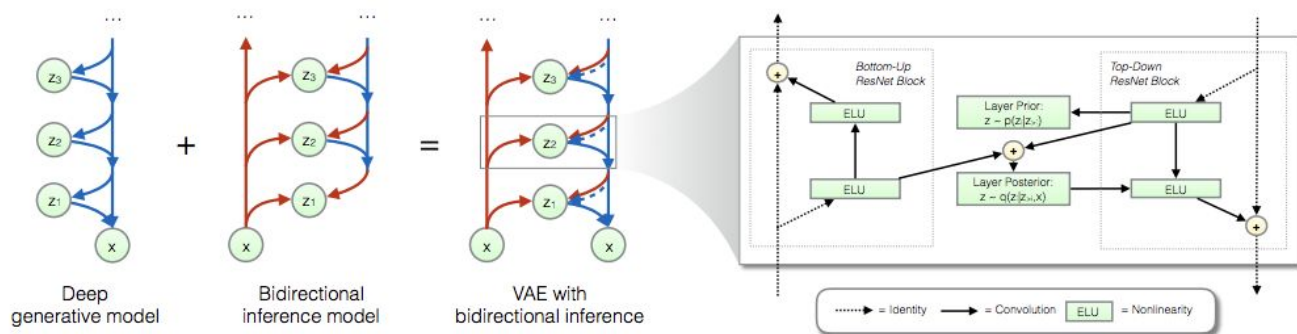 ...
...
...
...
...
z3
z2
z1
x
Deep
generative model
+
z3
z2
z1
x
Bidirectional
inference model
=
z3
z2
z1
x
x
VAE with
bidirectional inference
Bottom-Up
ResNet Block
+
ELU
ELU
Top-Down
ResNet Block
Layer Prior:
z ~ p(zi|z>i)
+
Layer Posterior:
z ~ q(zi|z>i,x)
ELU
ELU
+
= Identity
= Convolution
ELU
= Nonlinearity